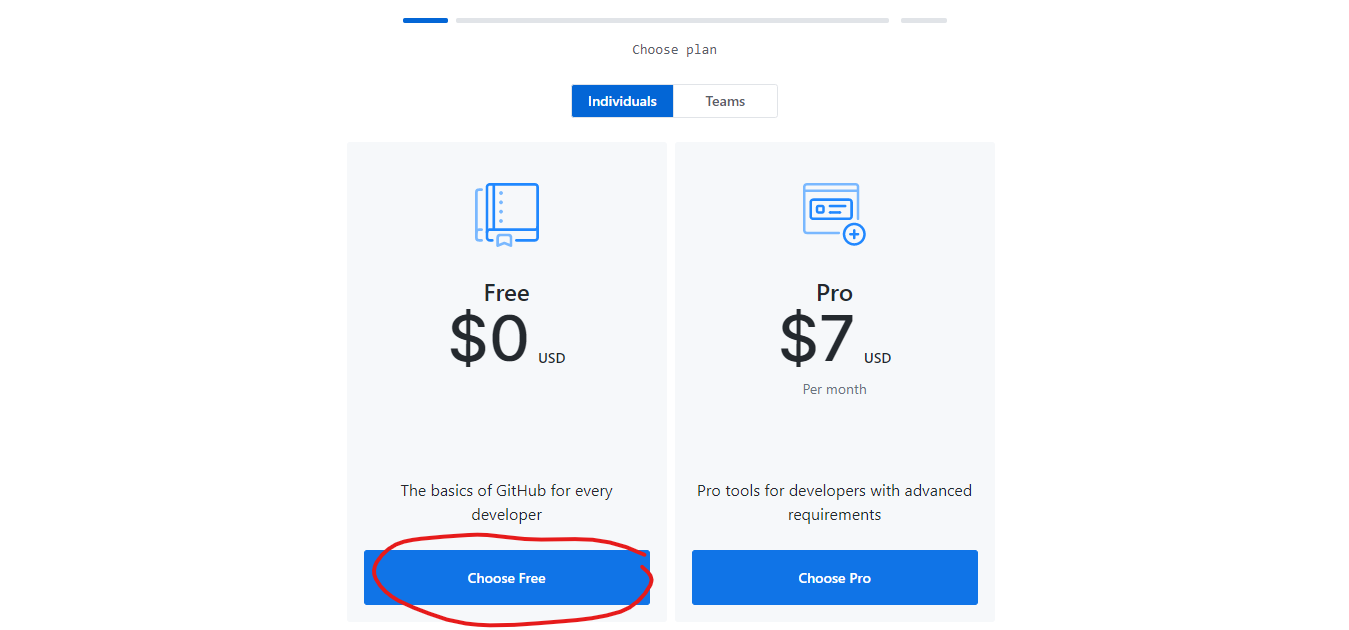 Choose plan
Individuals
Teams
Free
$0 USD
The basics of GitHub for every
developer
Choose Free
Pro
$7 USD
Per month
Pro tools for developers with advanced
requirements
Choose Pro